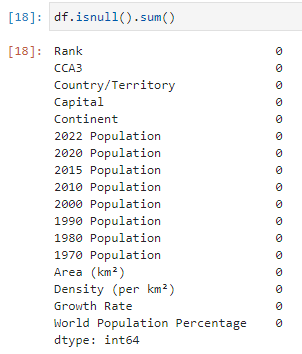 [18]: df.isnull().sum()
[18]: Rank 0
CCA3 0
Country/Territory 0
Capital 0
Continent 0
2022 Population 0
2020 Population 0
2015 Population 0
2010 Population 0
2000 Population 0
1990 Population 0
1980 Population 0
1970 Population 0
Area (km²) 0
Density (per km²) 0
Growth Rate 0
World Population Percentage 0
dtype: int64